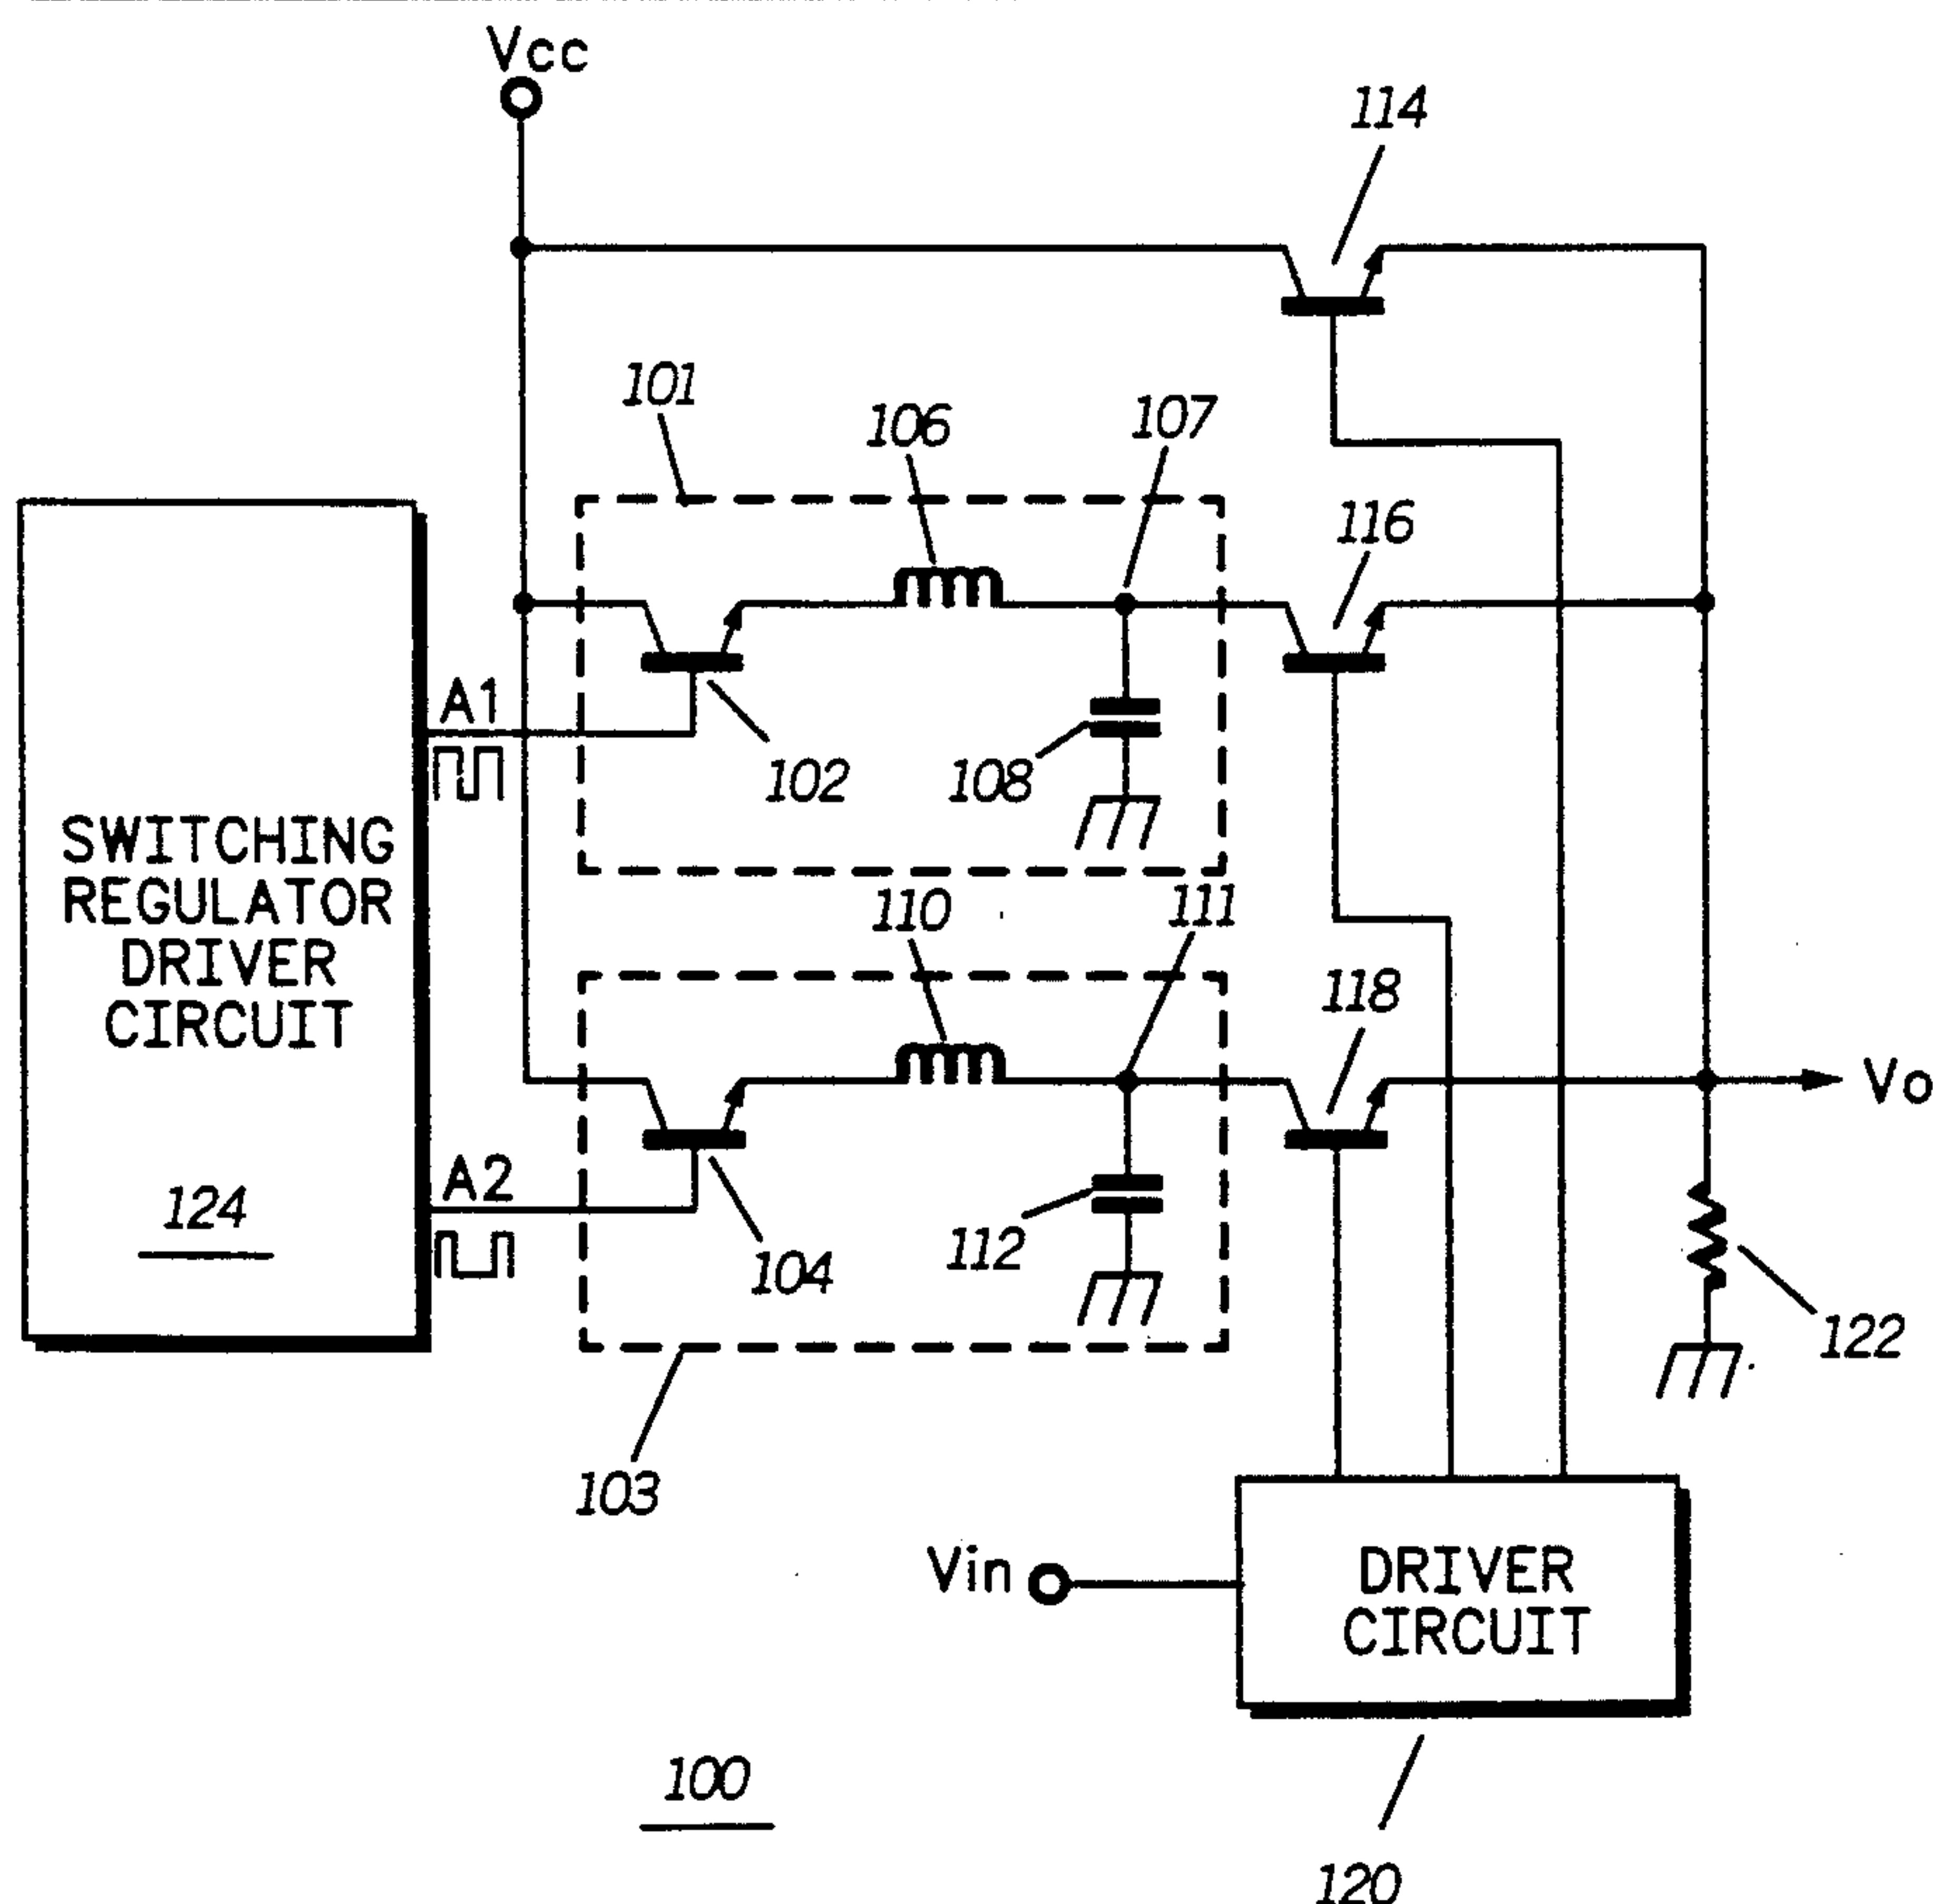 Vcc
114
101
106
107
116
A1
102
108
SWITCHING
REGULATOR
DRIVER
CIRCUIT
110
111
118
Vo
A2
124
104
112
122
103
Vin
DRIVER
CIRCUIT
100
120